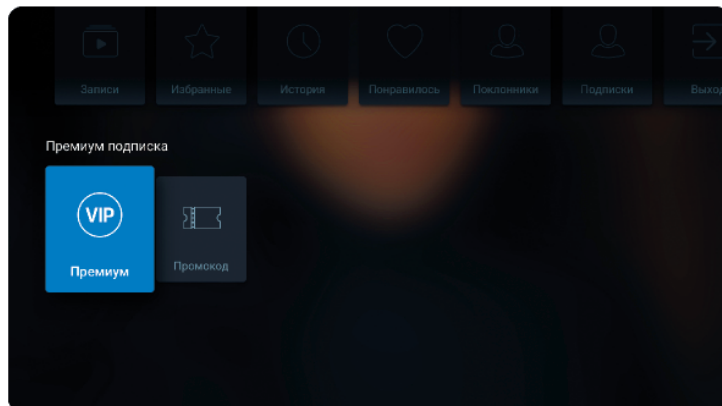 Записи Избранные История Понравилось Поклонники Подписки Выход
Премиум подписка
VIP
Премиум Промокод